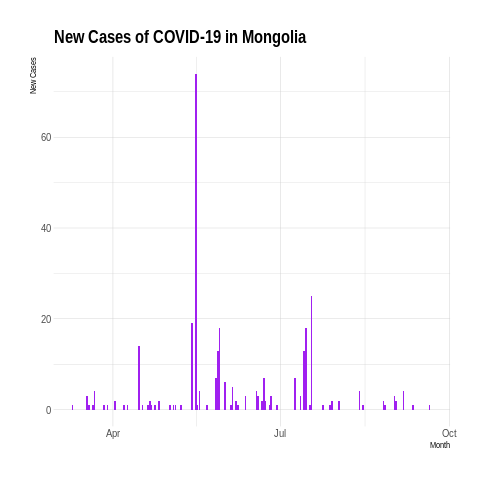 New Cases of COVID-19 in Mongolia
New Cases
60
40
20
0
Apr
Jul
Oct
Month